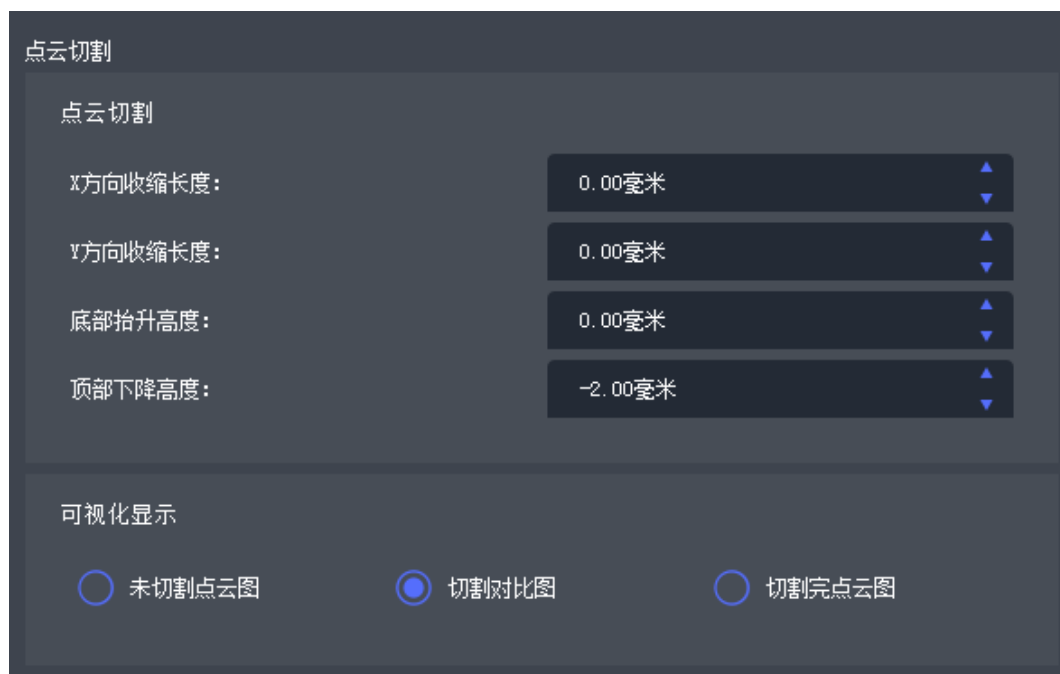 点云切割
点云切割
X方向收缩长度: 0.00毫米
Y方向收缩长度: 0.00毫米
底部抬升高度: 0.00毫米
顶部下降高度: -2.00毫米
可视化显示
未切割点云图 切割对比图 切割完点云图